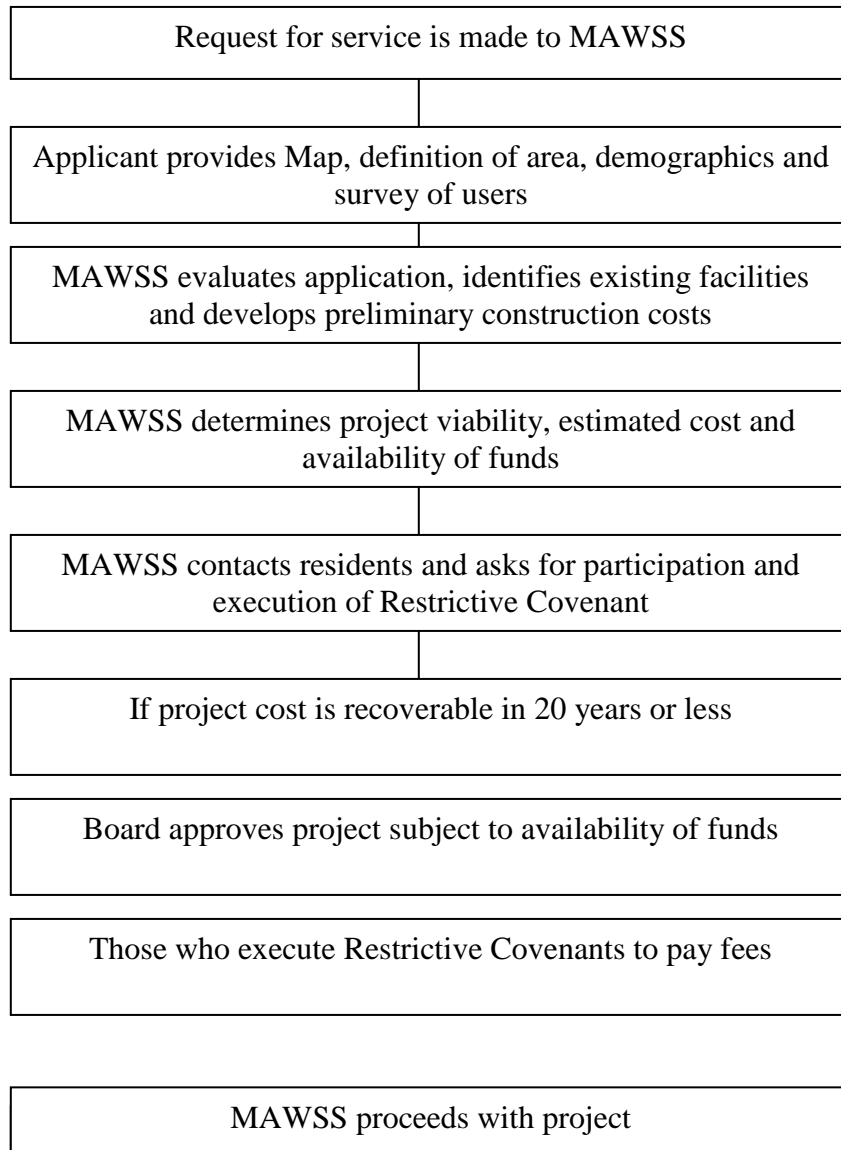 Request for service is made to MAWSS
Applicant provides Map, definition of area, demographics and
survey of users
MAWSS evaluates application, identifies existing facilities
and develops preliminary construction costs
MAWSS determines project viability, estimated cost and
availability of funds
MAWSS contacts residents and asks for participation and
execution of Restrictive Covenant
If project cost is recoverable in 20 years or less
Board approves project subject to availability of funds
Those who execute Restrictive Covenants to pay fees
MAWSS proceeds with project